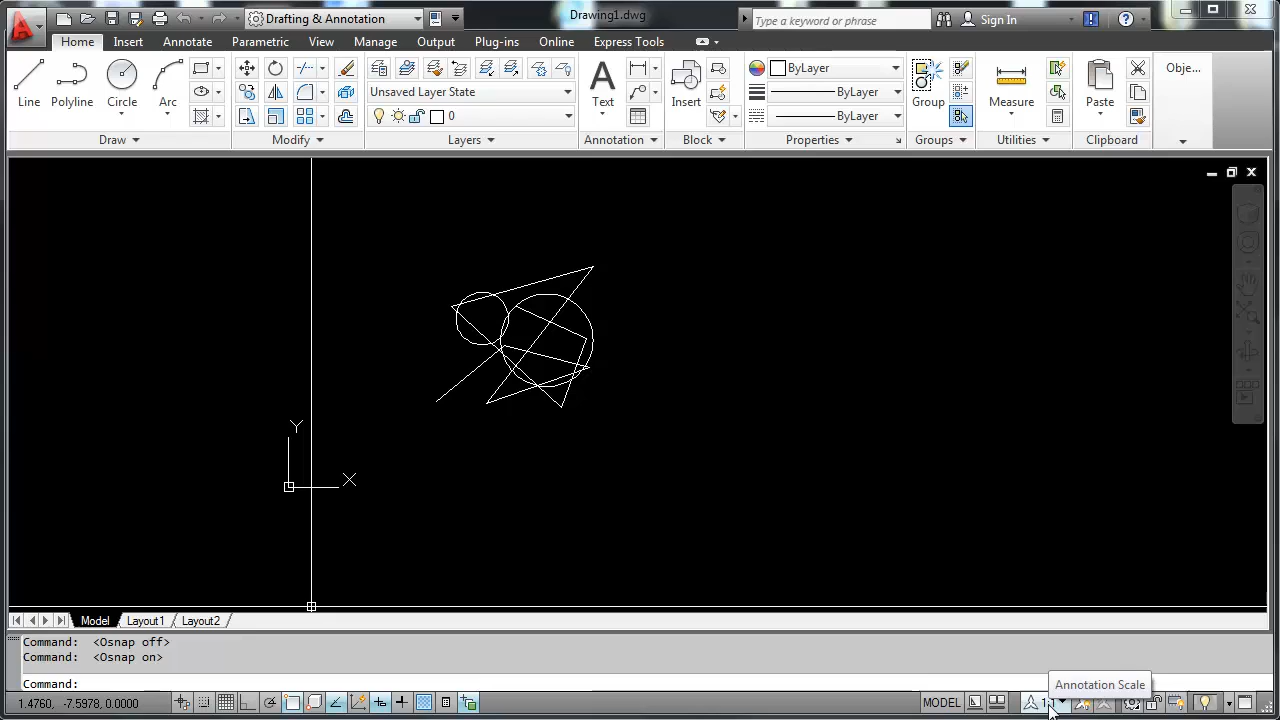 Drafting & Annotation
Drawing1.dwg
Type a keyword or phrase
Sign In
Home Insert Annotate Parametric View Manage Output Plug-ins Online Express Tools
Line Polyline Circle Arc
Unsaved Layer State
0
Text
Insert
ByLayer
ByLayer
ByLayer
Group
Measure
Paste
Obje...
Draw Modify Layers Annotation Block Properties Groups Utilities Clipboard
Y
X
Model Layout1 Layout2
Command: <Osnap off>
Command: <Osnap on>
Command:
Annotation Scale
1.4760, -7.5978, 0.0000
MODEL